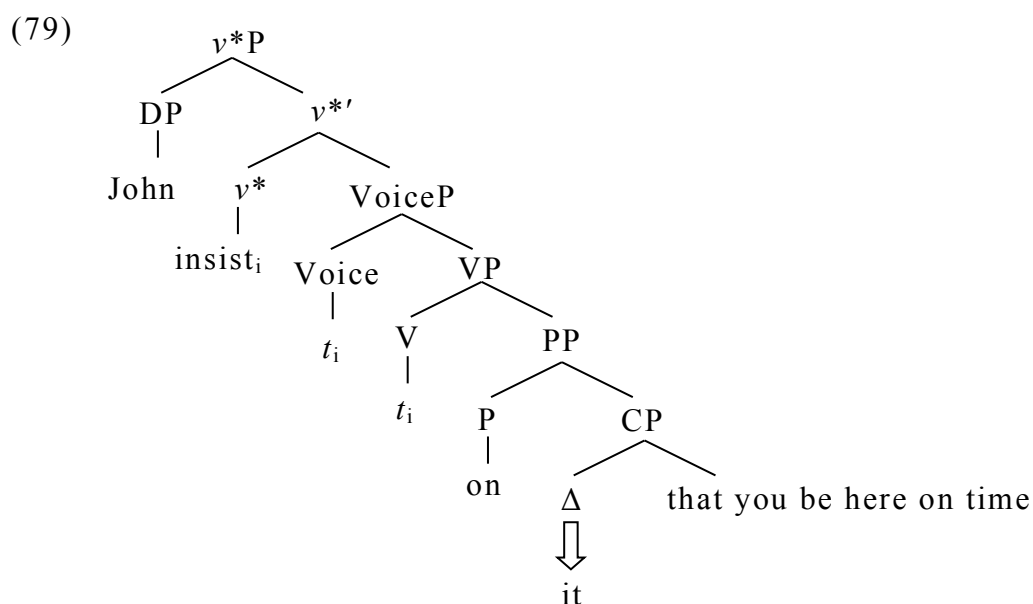 (79)
v*P
DP v*′
John v* VoiceP
insistᵢ Voice VP
tᵢ V PP
tᵢ P CP
on Δ that you be here on time
it